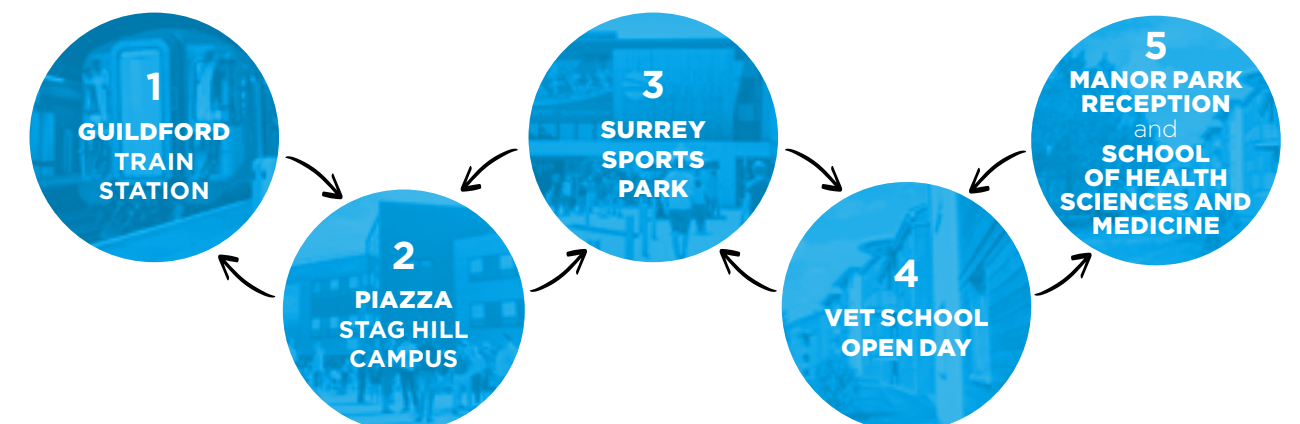 1
GUILDFORD
TRAIN
STATION
2
PIAZZA
STAG HILL
CAMPUS
3
SURREY
SPORTS
PARK
4
VET SCHOOL
OPEN DAY
5
MANOR PARK
RECEPTION
and
SCHOOL
OF HEALTH
SCIENCES AND
MEDICINE